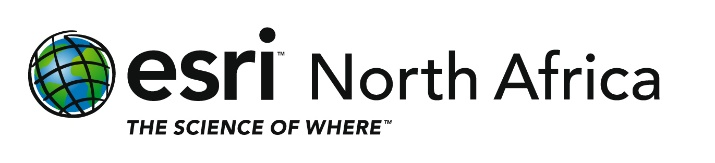 esri™ North Africa
THE SCIENCE OF WHERE™